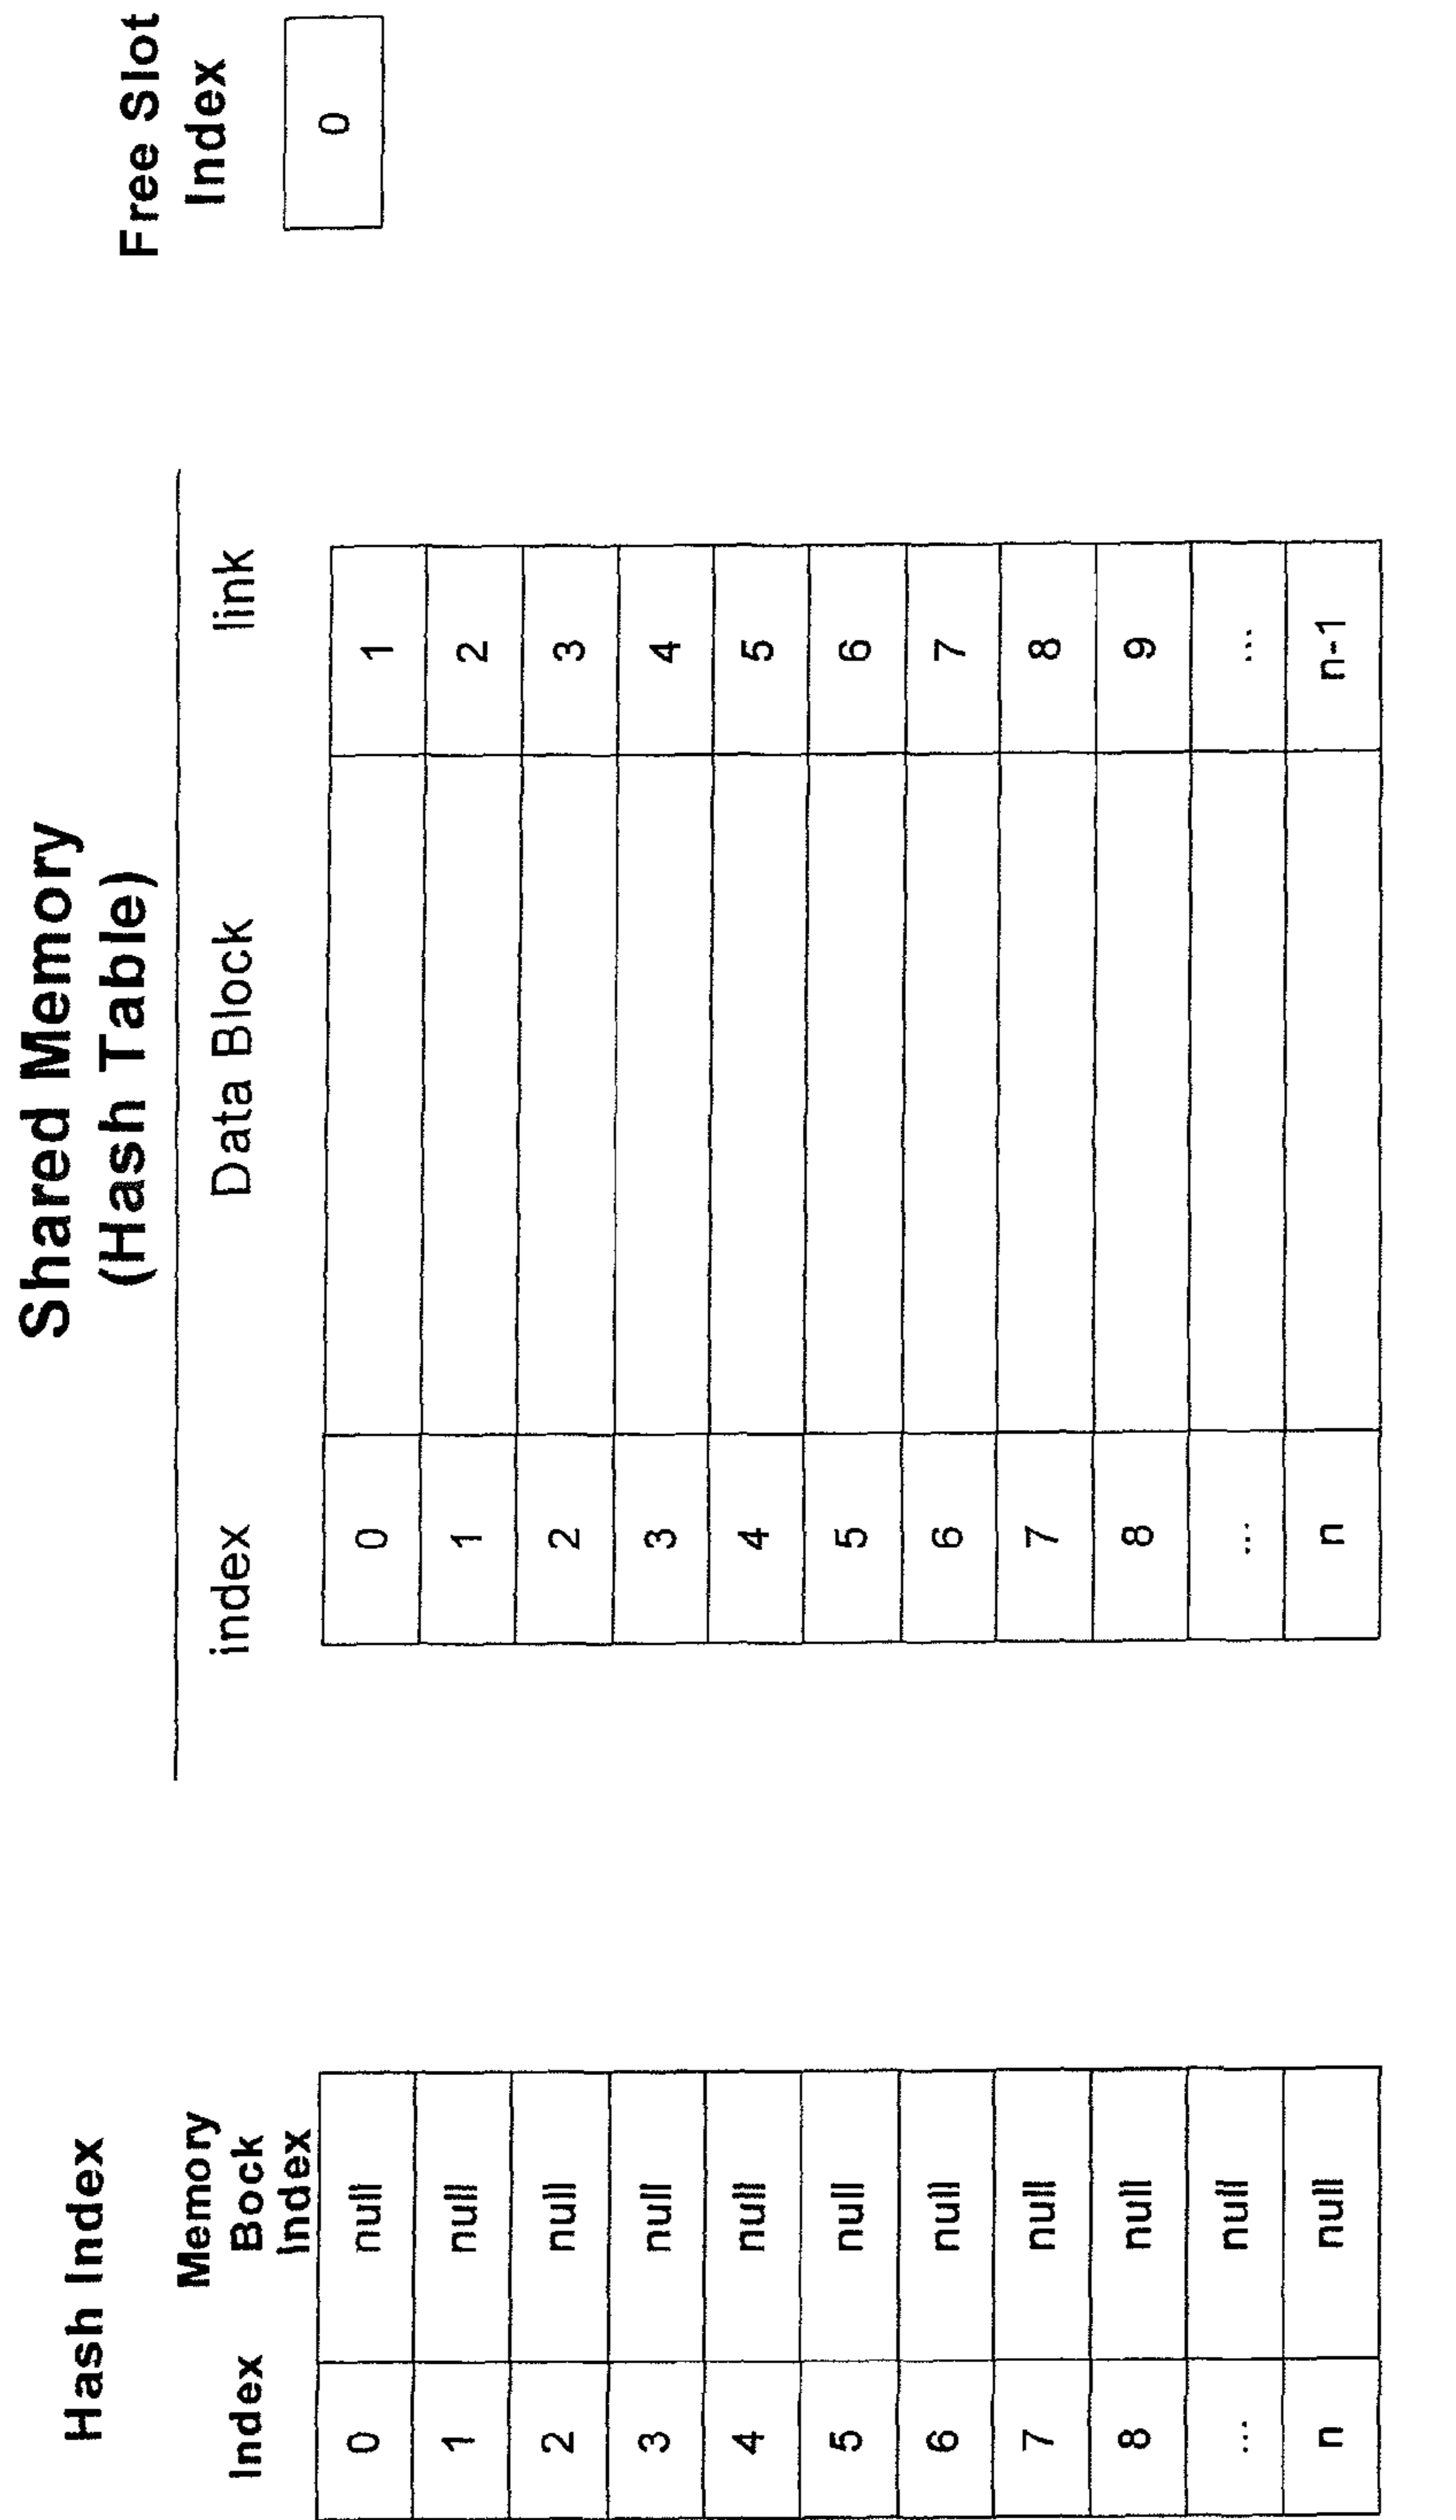 Hash Index
Index Memory Bock Index
0 null
1 null
2 null
3 null
4 null
5 null
6 null
7 null
8 null
... null
n null
Shared Memory
(Hash Table)
index Data Block link
0 1
1 2
2 3
3 4
4 5
5 6
6 7
7 8
8 9
... ...
n n-1
Free Slot
Index
0